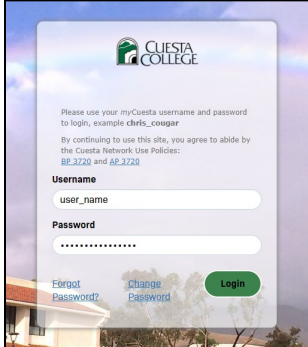 CUESTA
COLLEGE
Please use your myCuesta username and password
to login, example chris_cougar
By continuing to use this site, you agree to abide by
the Cuesta Network Use Policies:
BP 3720 and AP 3720
Username
user_name
Password
••••••••••••••••
Forgot Password?
Change Password
Login